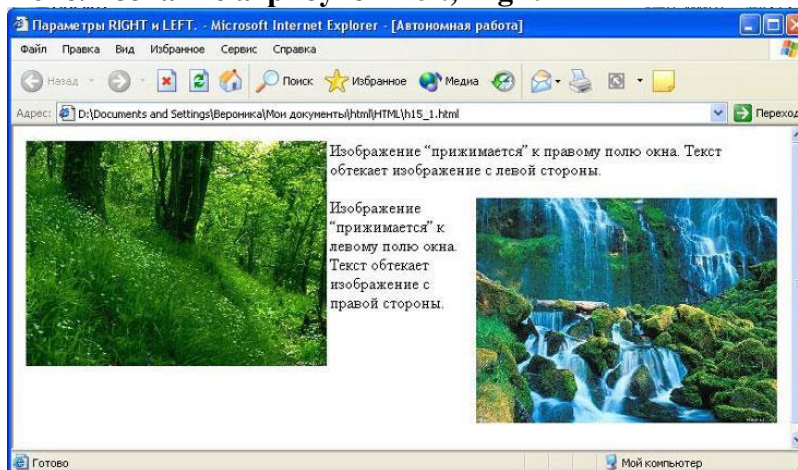 Параметры RIGHT и LEFT. - Microsoft Internet Explorer - [Автономная работа]
Файл Правка Вид Избранное Сервис Справка
Назад Поиск Избранное Медиа
Адрес: D:\Documents and Settings\Вероника\Мои документы\html\HTML\h15_1.html Переход
Изображение “прижимается” к правому полю окна. Текст
обтекает изображение с левой стороны.
Изображение
“прижимается” к
левому полю окна.
Текст обтекает
изображение с
правой стороны.
Готово Мой компьютер